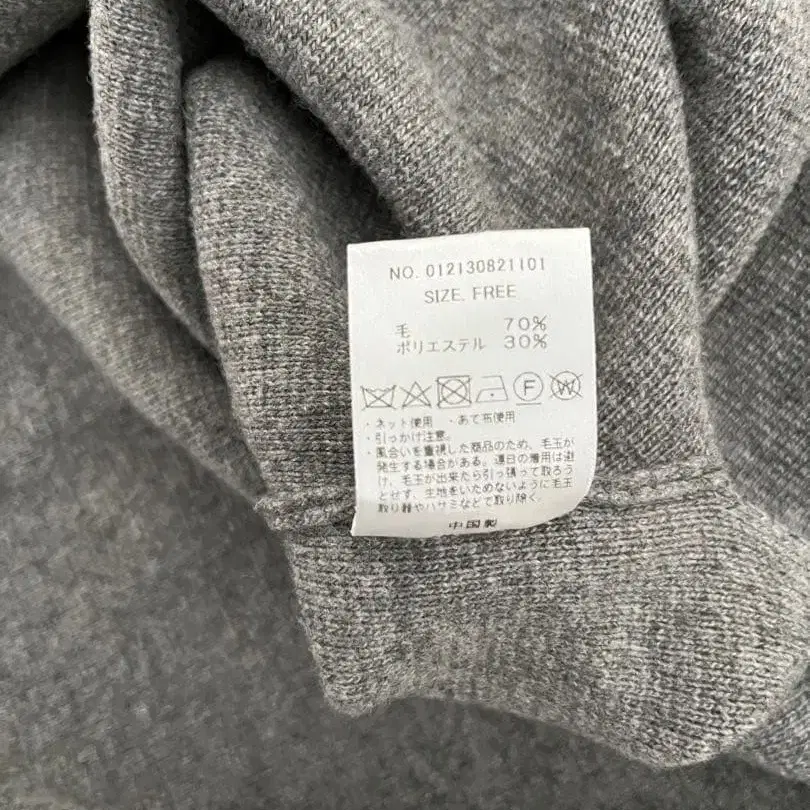 NO. 012130821101
SIZE. FREE
毛 70%
ポリエステル 30%
F W
・ネット使用 ・あて布使用
・引っかけ注意。
・風合いを重視した商品のため、毛玉が
発生する場合がある。連日の着用は避
け、毛玉が出来たら引っ張って取ろう
とせず、生地をいためないように毛玉
取り器やハサミなどで取り除く。
中国製